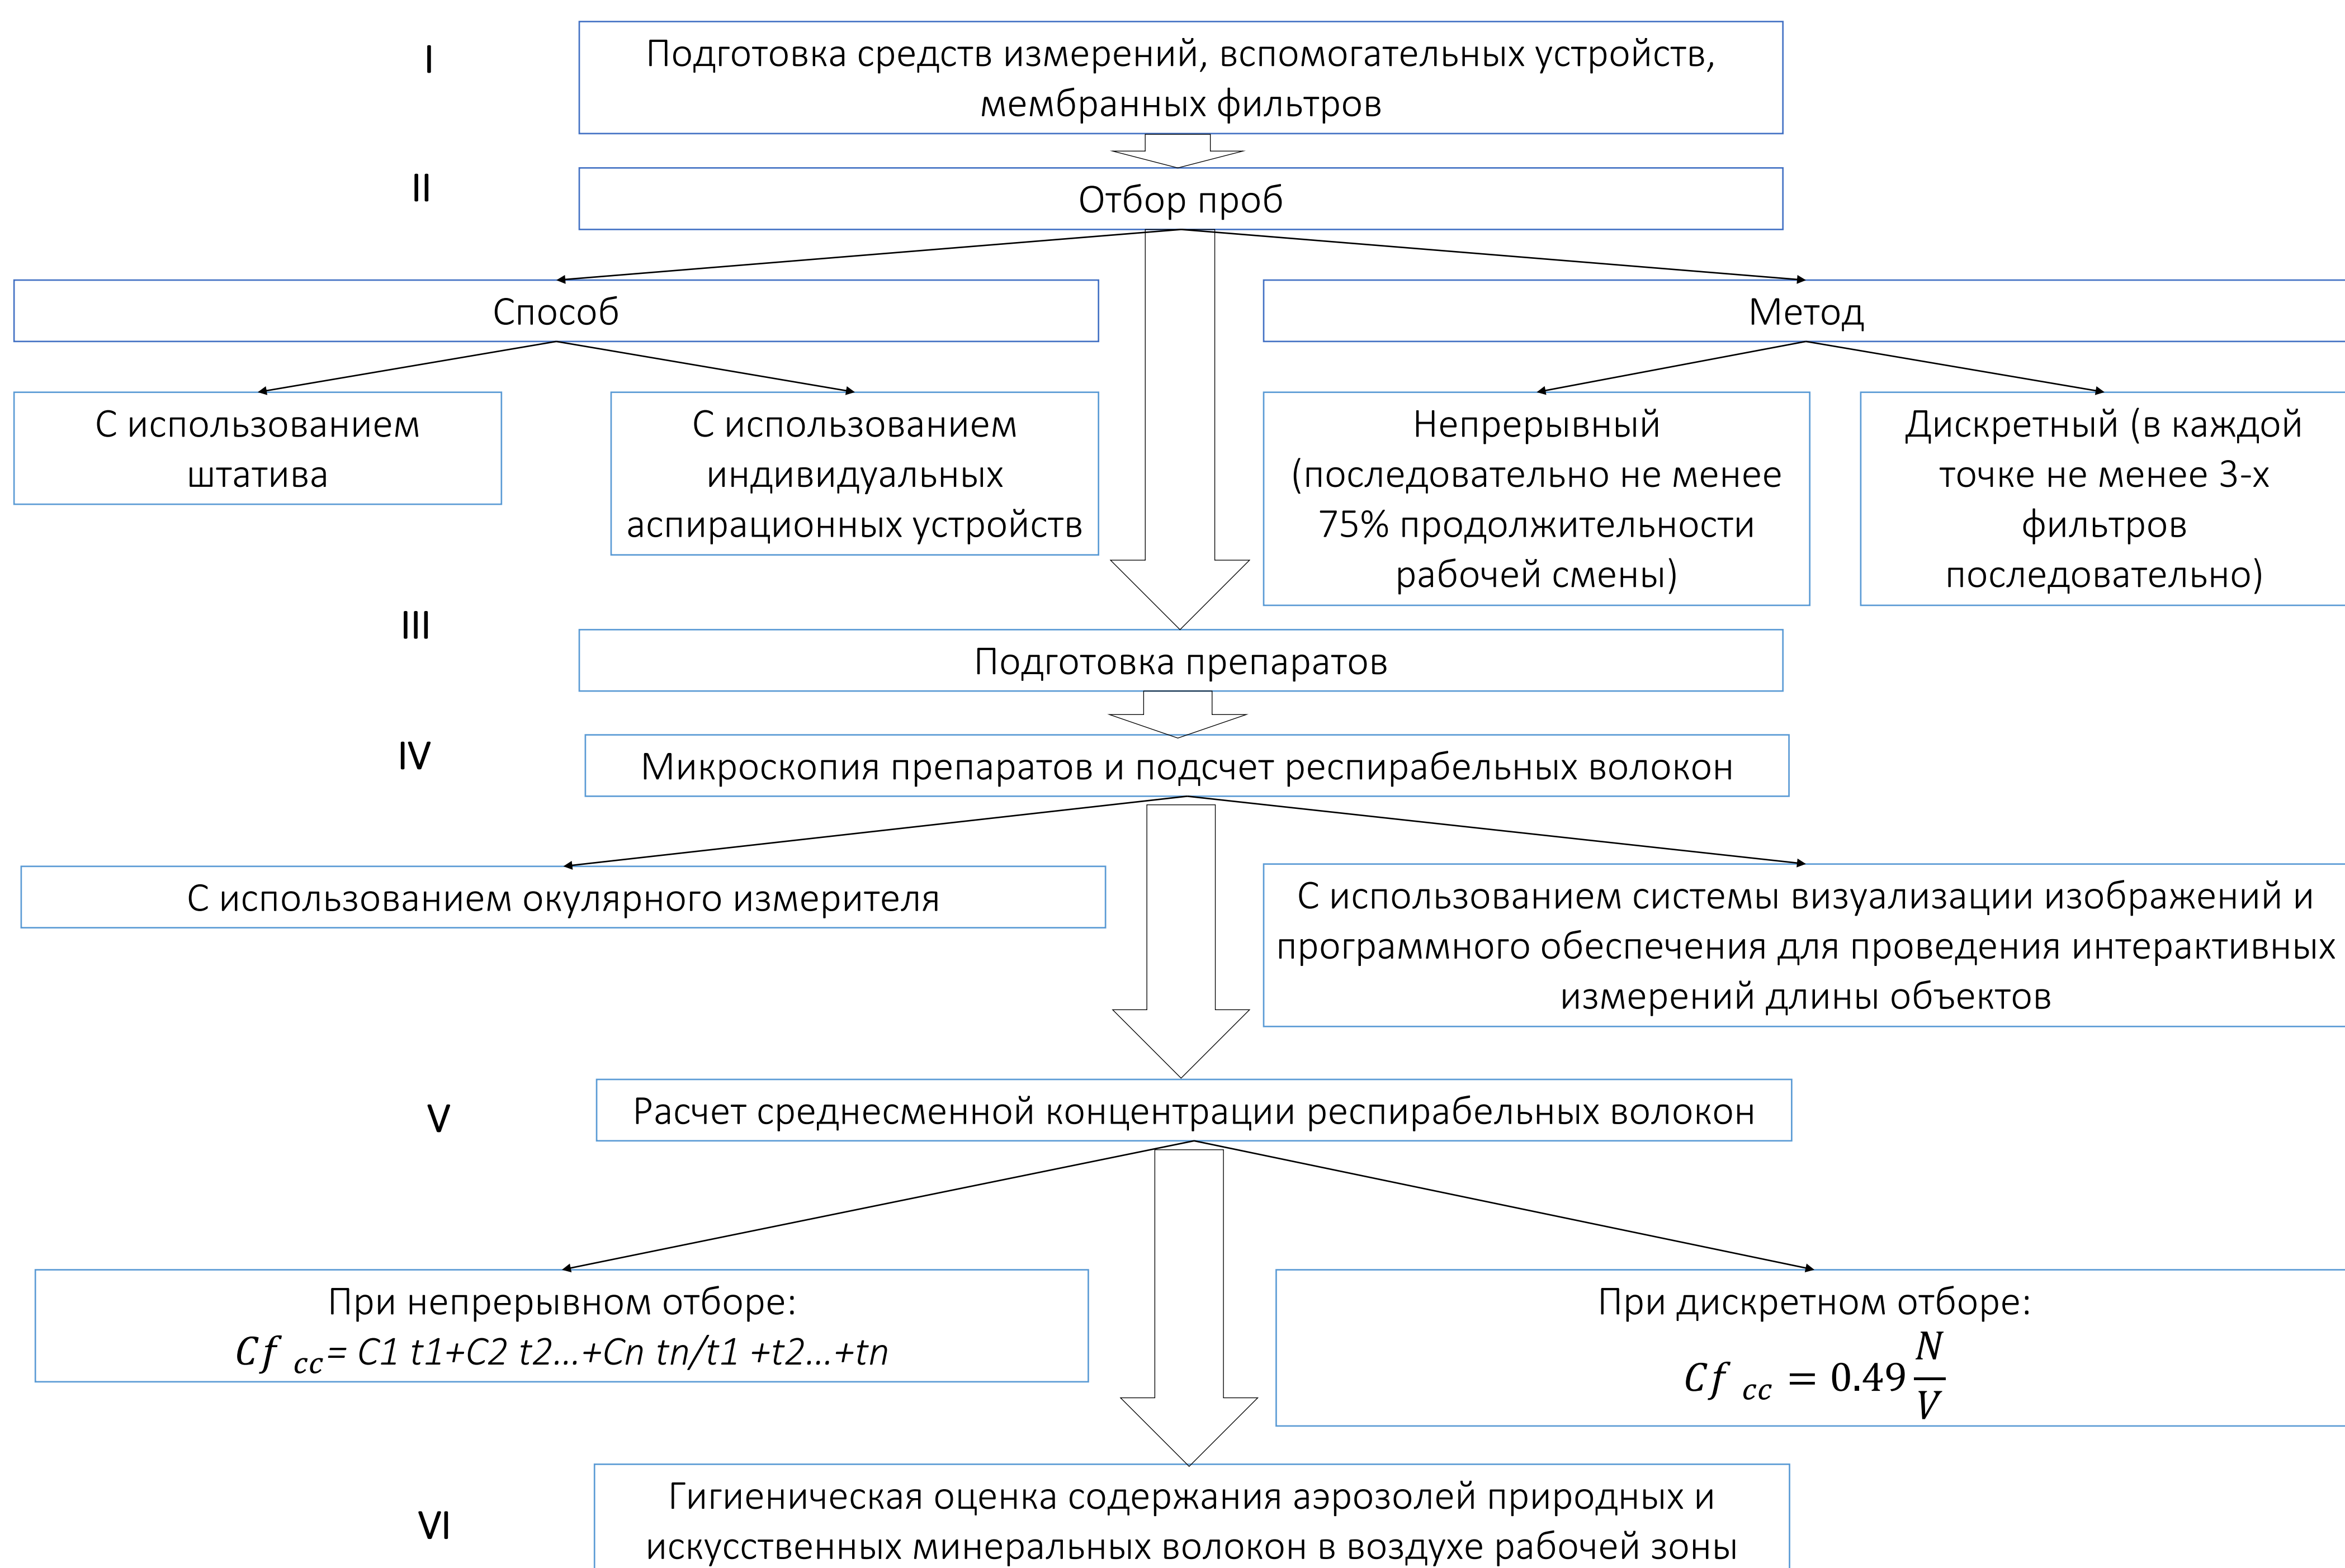 I
Подготовка средств измерений, вспомогательных устройств,
мембранных фильтров
II
Отбор проб
Способ
Метод
С использованием
штатива
С использованием
индивидуальных
аспирационных устройств
Непрерывный
(последовательно не менее
75% продолжительности
рабочей смены)
Дискретный (в каждой
точке не менее 3-х
фильтров
последовательно)
III
Подготовка препаратов
IV
Микроскопия препаратов и подсчет респирабельных волокон
С использованием окулярного измерителя
С использованием системы визуализации изображений и
программного обеспечения для проведения интерактивных
измерений длины объектов
V
Расчет среднесменной концентрации респирабельных волокон
При непрерывном отборе:
Cf cc= C1 t1+C2 t2...+Cn tn/t1 +t2...+tn
При дискретном отборе:
Cf cc = 0.49 N/V
VI
Гигиеническая оценка содержания аэрозолей природных и
искусственных минеральных волокон в воздухе рабочей зоны